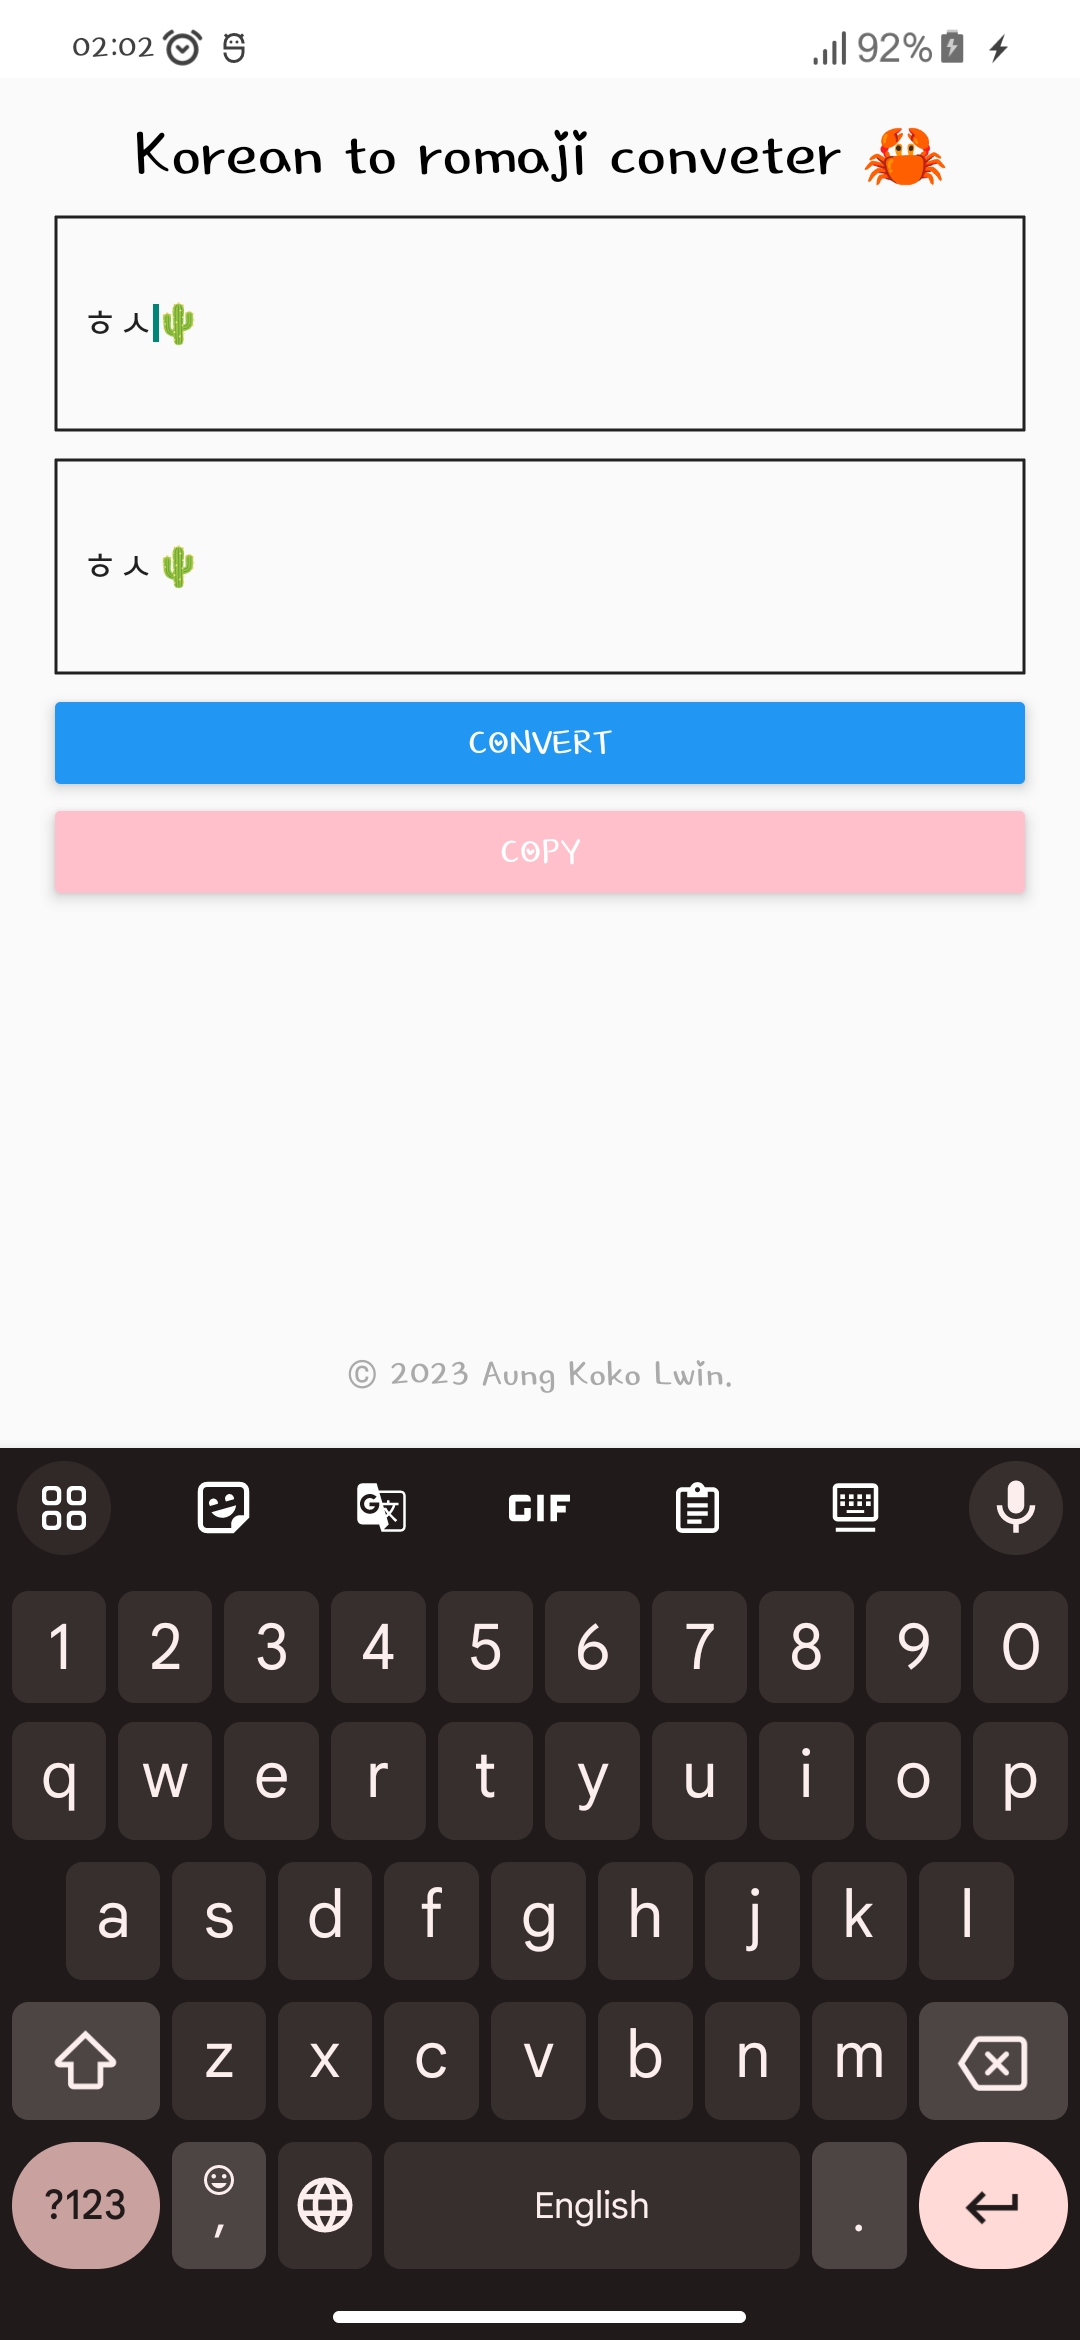 02:02 92%
Korean to romaji conveter 🦀
ㅎㅅ🌵
ㅎㅅ🌵
CONVERT
COPY
© 2023 Aung Koko Lwin.
GIF
1 2 3 4 5 6 7 8 9 0
q w e r t y u i o p
a s d f g h j k l
z x c v b n m
?123 , English .